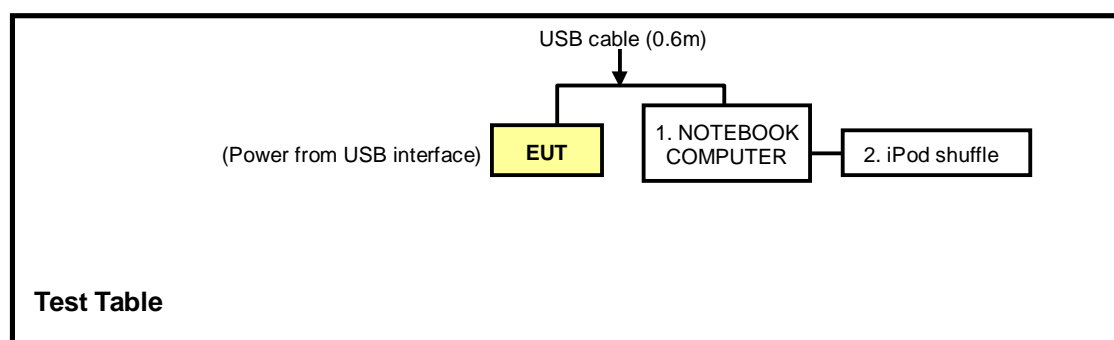 USB cable (0.6m)
(Power from USB interface)
EUT
1. NOTEBOOK
COMPUTER
2. iPod shuffle
Test Table